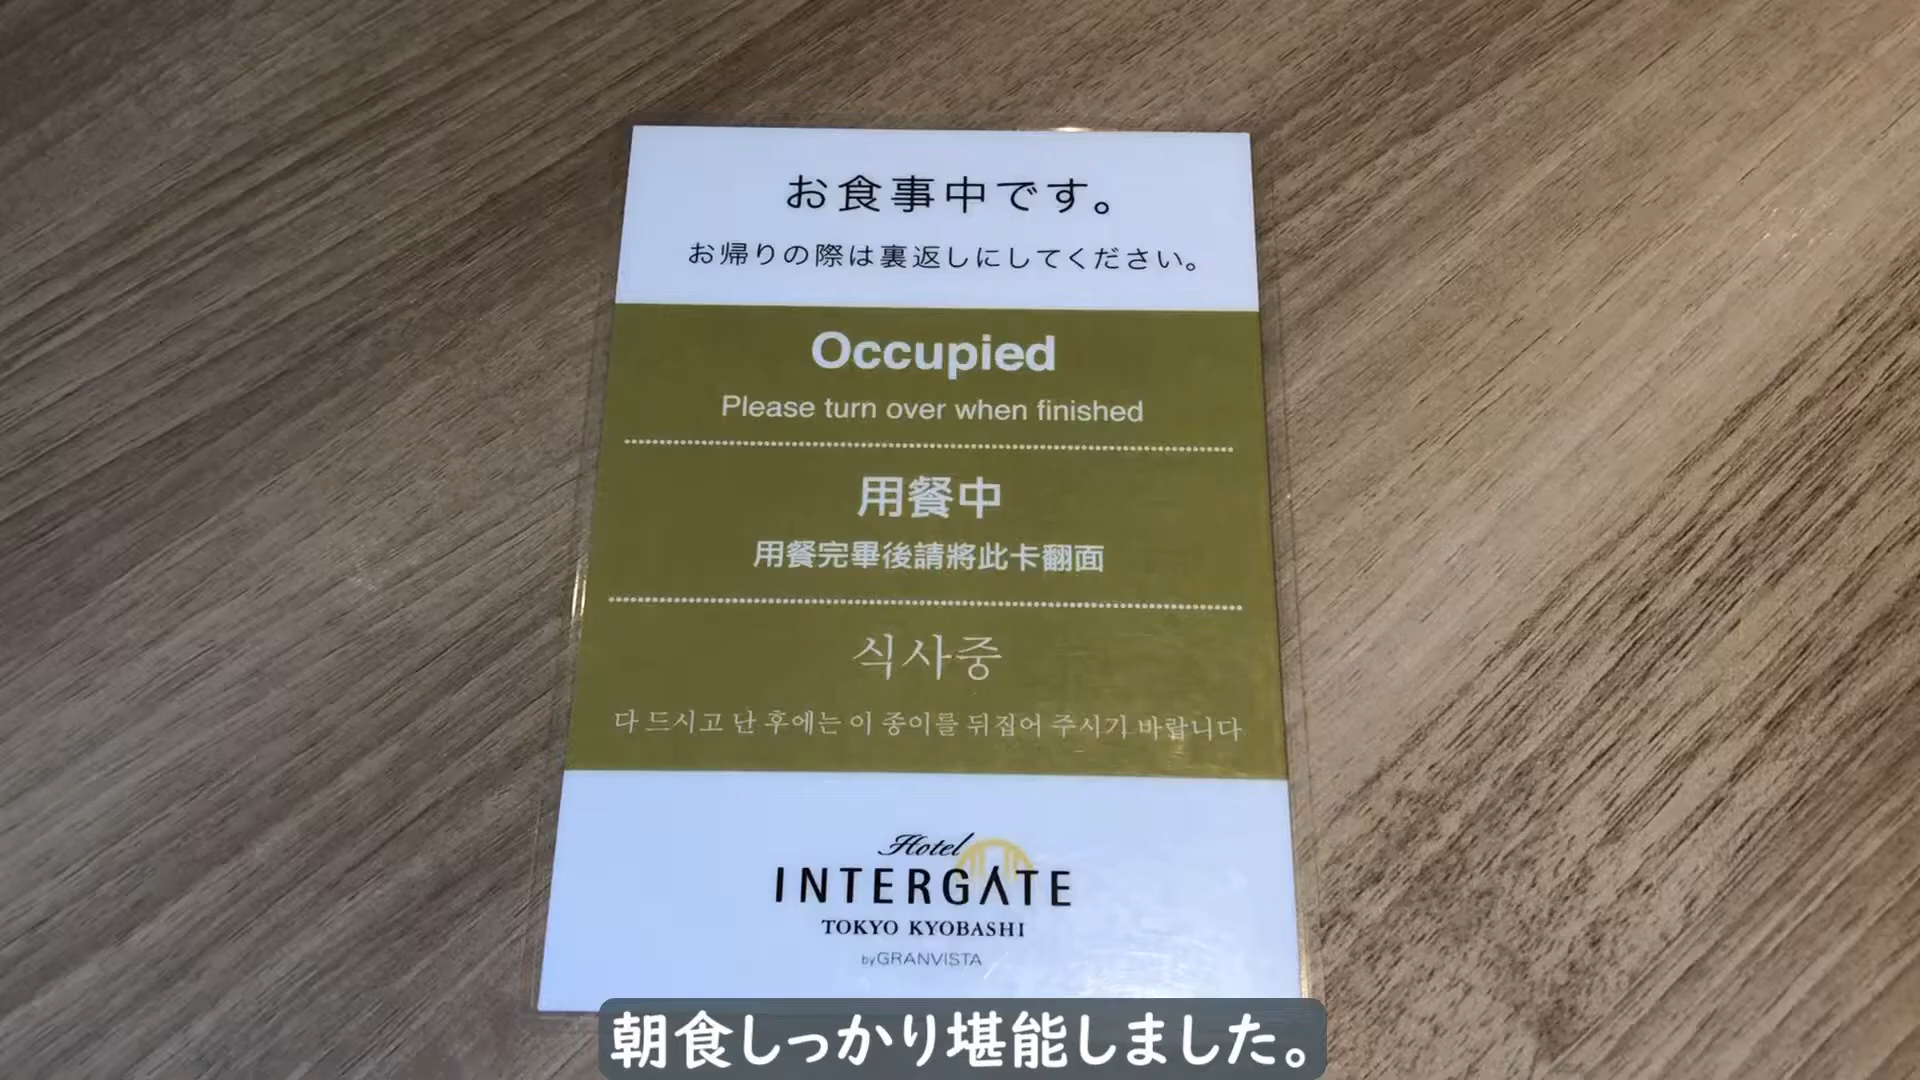 お食事中です。
お帰りの際は裏返しにしてください。
Occupied
Please turn over when finished
用餐中
用餐完畢後請將此卡翻面
식사중
다 드시고 난 후에는 이 종이를 뒤집어 주시기 바랍니다
Hotel
INTERGATE
TOKYO KYOBASHI
by GRANVISTA
朝食しっかり堪能しました。